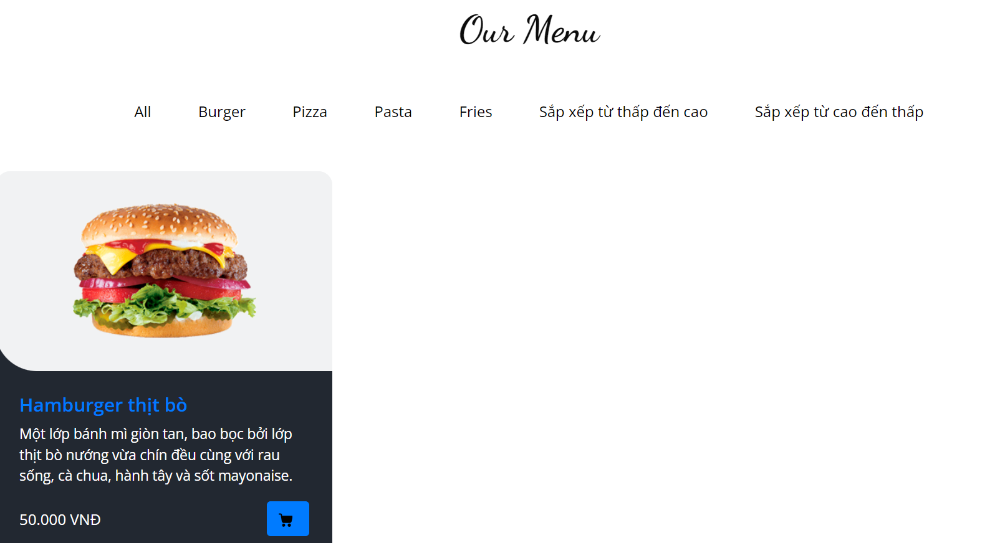 Our Menu
All Burger Pizza Pasta Fries Sắp xếp từ thấp đến cao Sắp xếp từ cao đến thấp
Hamburger thịt bò
Một lớp bánh mì giòn tan, bao bọc bởi lớp
thịt bò nướng vừa chín đều cùng với rau
sống, cà chua, hành tây và sốt mayonaise.
50.000 VNĐ